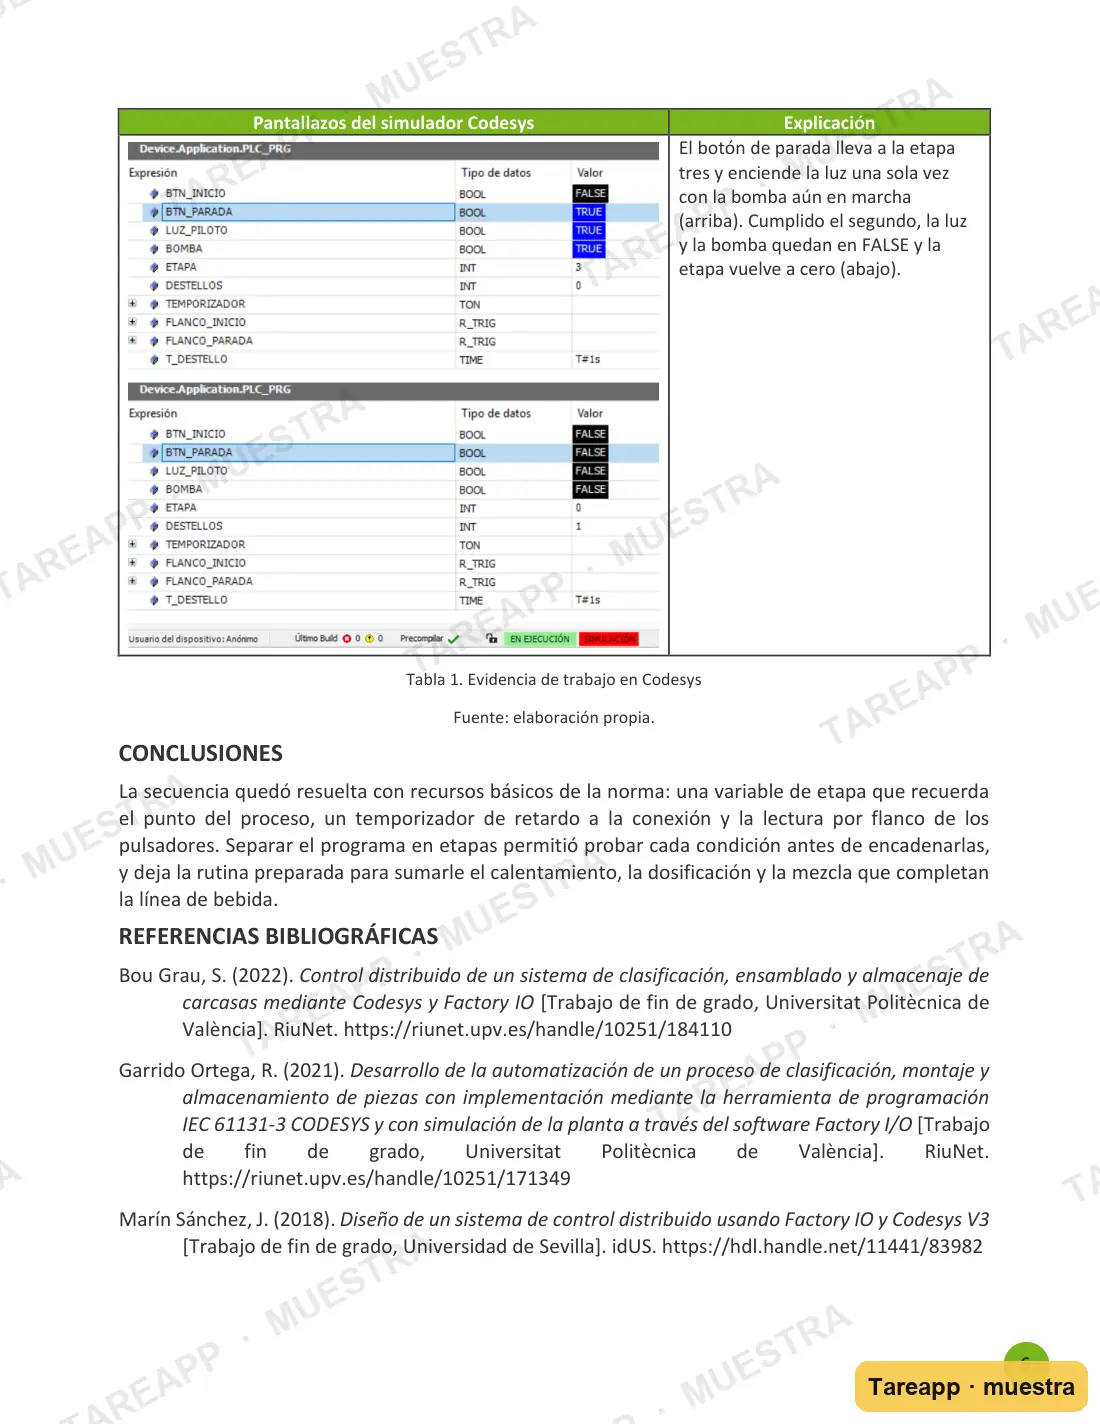 Pantallazos del simulador Codesys
Explicación
Device.Application.PLC_PRG
Expresión Tipo de datos Valor
BTN_INICIO BOOL FALSE
BTN_PARADA BOOL TRUE
LUZ_PILOTO BOOL TRUE
BOMBA BOOL TRUE
ETAPA INT 3
DESTELLOS INT 0
TEMPORIZADOR TON
FLANCO_INICIO R_TRIG
FLANCO_PARADA R_TRIG
T_DESTELLO TIME T#1s
Device.Application.PLC_PRG
Expresión Tipo de datos Valor
BTN_INICIO BOOL FALSE
BTN_PARADA BOOL FALSE
LUZ_PILOTO BOOL FALSE
BOMBA BOOL FALSE
ETAPA INT 0
DESTELLOS INT 1
TEMPORIZADOR TON
FLANCO_INICIO R_TRIG
FLANCO_PARADA R_TRIG
T_DESTELLO TIME T#1s
Usuario del dispositivo: Anónimo Último Build 0 0 Precompilar EN EJECUCIÓN SIMULACIÓN
El botón de parada lleva a la etapa
tres y enciende la luz una sola vez
con la bomba aún en marcha
(arriba). Cumplido el segundo, la luz
y la bomba quedan en FALSE y la
etapa vuelve a cero (abajo).
Tabla 1. Evidencia de trabajo en Codesys
Fuente: elaboración propia.
CONCLUSIONES
La secuencia quedó resuelta con recursos básicos de la norma: una variable de etapa que recuerda
el punto del proceso, un temporizador de retardo a la conexión y la lectura por flanco de los
pulsadores. Separar el programa en etapas permitió probar cada condición antes de encadenarlas,
y deja la rutina preparada para sumarle el calentamiento, la dosificación y la mezcla que completan
la línea de bebida.
REFERENCIAS BIBLIOGRÁFICAS
Bou Grau, S. (2022). Control distribuido de un sistema de clasificación, ensamblado y almacenaje de
carcasas mediante Codesys y Factory IO [Trabajo de fin de grado, Universitat Politècnica de
València]. RiuNet. https://riunet.upv.es/handle/10251/184110
Garrido Ortega, R. (2021). Desarrollo de la automatización de un proceso de clasificación, montaje y
almacenamiento de piezas con implementación mediante la herramienta de programación
IEC 61131-3 CODESYS y con simulación de la planta a través del software Factory I/O [Trabajo
de fin de grado, Universitat Politècnica de València]. RiuNet.
https://riunet.upv.es/handle/10251/171349
Marín Sánchez, J. (2018). Diseño de un sistema de control distribuido usando Factory IO y Codesys V3
[Trabajo de fin de grado, Universidad de Sevilla]. idUS. https://hdl.handle.net/11441/83982
Tareapp · muestra
TAREAPP · MUESTRA